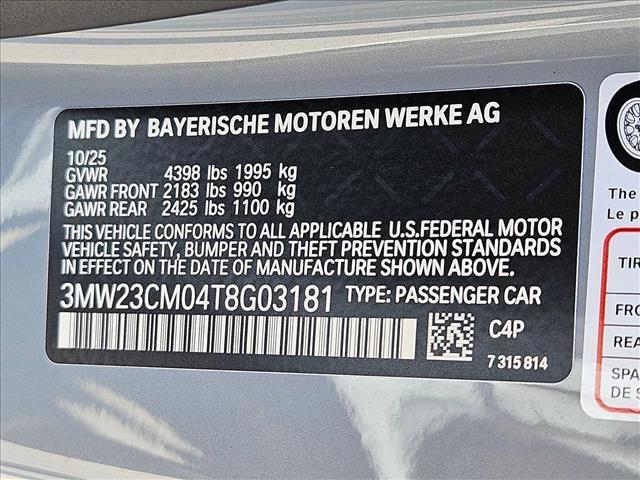 MFD BY BAYERISCHE MOTOREN WERKE AG
10/25
GVWR 4398 lbs 1995 kg
GAWR FRONT 2183 lbs 990 kg
GAWR REAR 2425 lbs 1100 kg
THIS VEHICLE CONFORMS TO ALL APPLICABLE U.S.FEDERAL MOTOR
VEHICLE SAFETY, BUMPER AND THEFT PREVENTION STANDARDS
IN EFFECT ON THE DATE OF MANUFACTURE SHOWN ABOVE.
3MW23CM04T8G03181 TYPE: PASSENGER CAR
C4P
7 315 814
The
Le p
TIR
FRO
REA
SPA
DE S